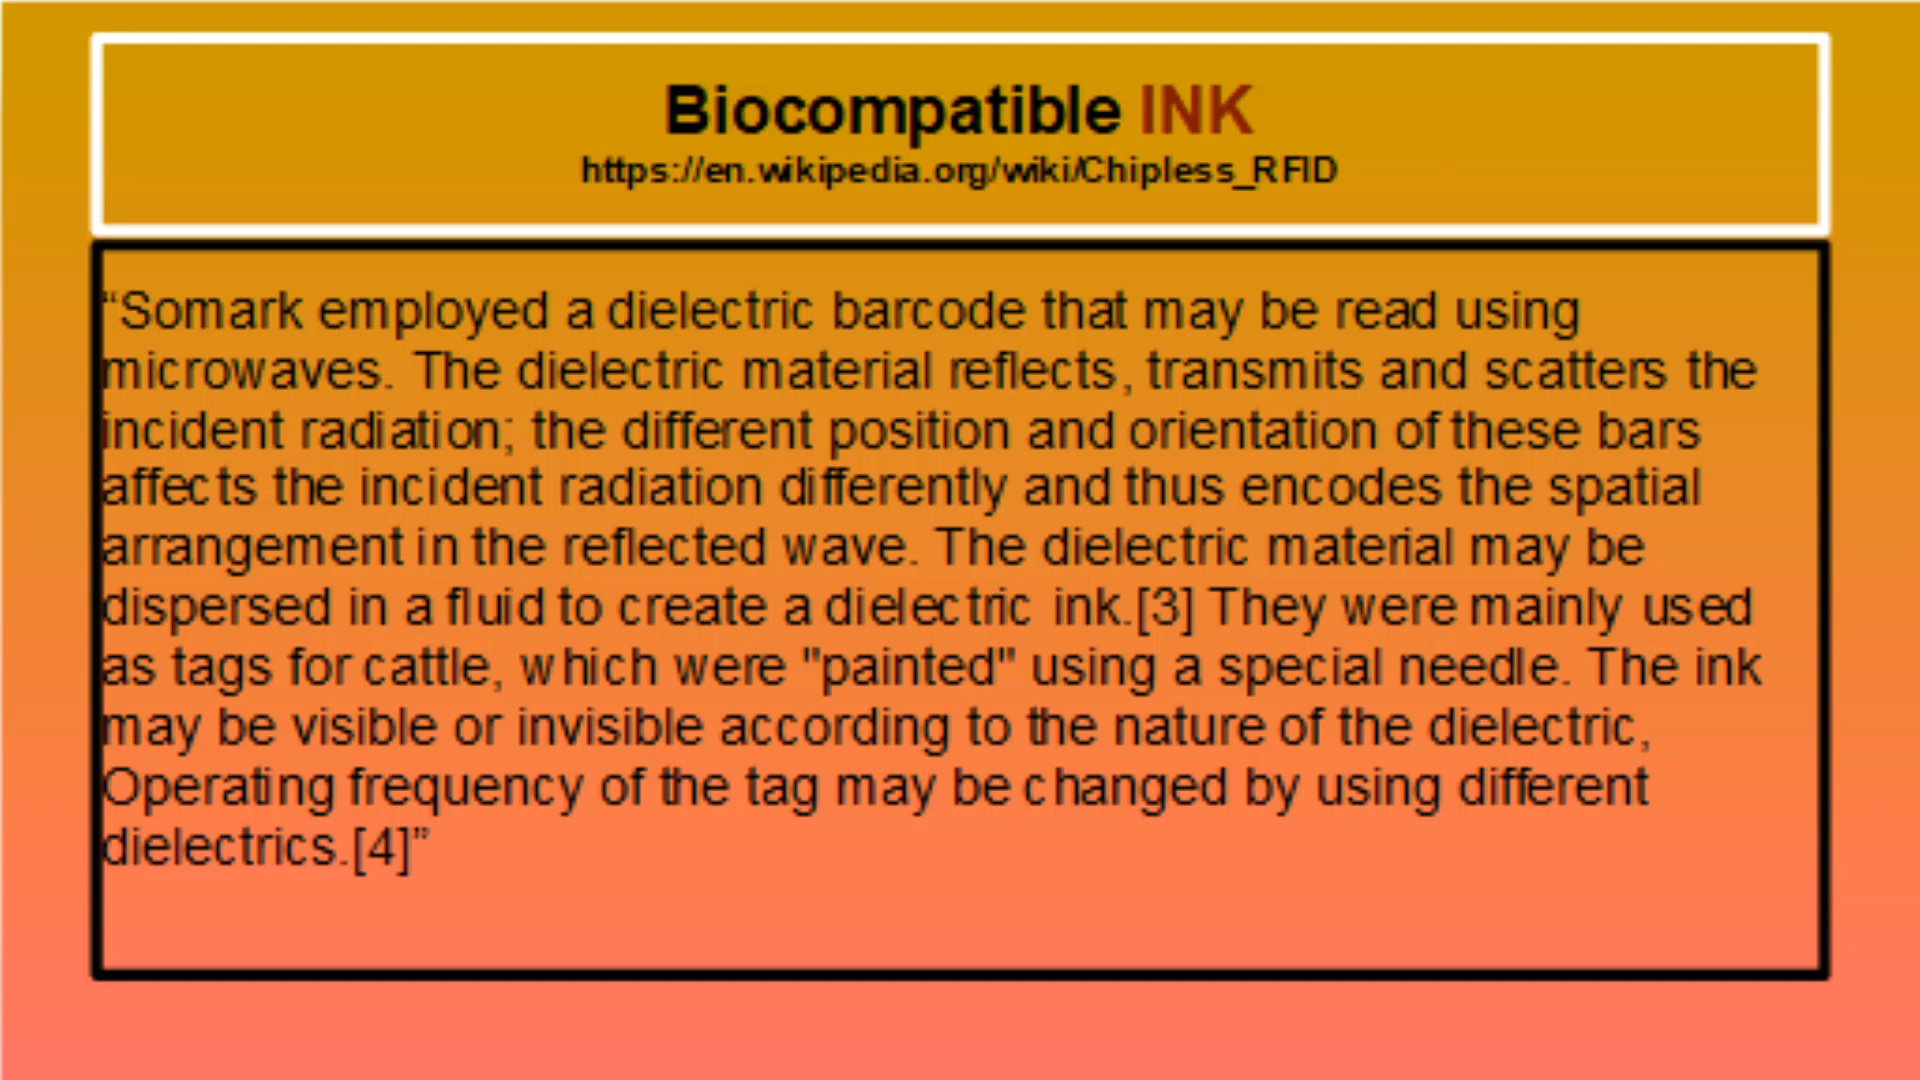 Biocompatible INK
https://en.wikipedia.org/wiki/Chipless_RFID
“Somark employed a dielectric barcode that may be read using
microwaves. The dielectric material reflects, transmits and scatters the
incident radiation; the different position and orientation of these bars
affects the incident radiation differently and thus encodes the spatial
arrangement in the reflected wave. The dielectric material may be
dispersed in a fluid to create a dielectric ink.[3] They were mainly used
as tags for cattle, which were "painted" using a special needle. The ink
may be visible or invisible according to the nature of the dielectric,
Operating frequency of the tag may be changed by using different
dielectrics.[4]”